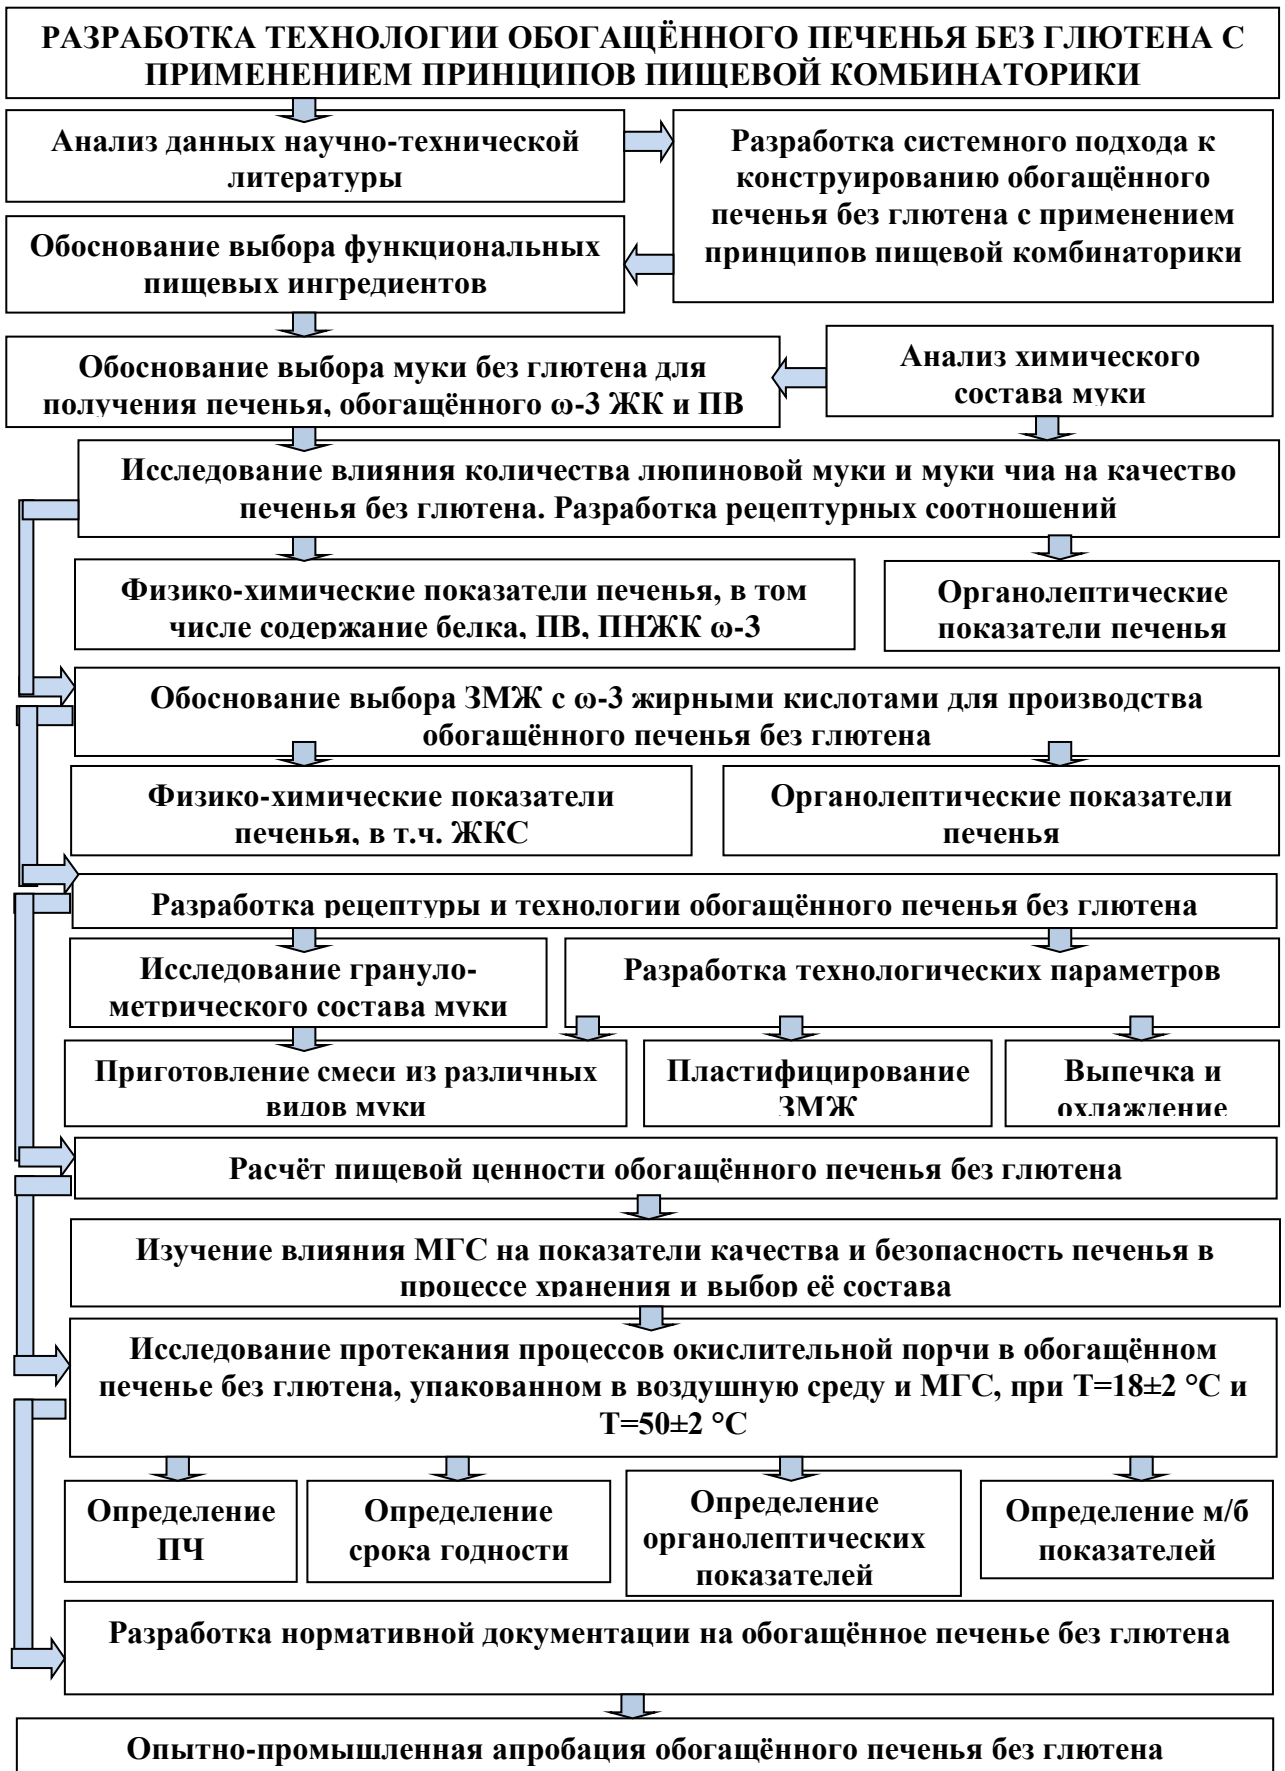 РАЗРАБОТКА ТЕХНОЛОГИИ ОБОГАЩЁННОГО ПЕЧЕНЬЯ БЕЗ ГЛЮТЕНА С
ПРИМЕНЕНИЕМ ПРИНЦИПОВ ПИЩЕВОЙ КОМБИНАТОРИКИ
Анализ данных научно-технической
литературы
Разработка системного подхода к
конструированию обогащённого
печенья без глютена с применением
принципов пищевой комбинаторики
Обоснование выбора функциональных
пищевых ингредиентов
Обоснование выбора муки без глютена для
получения печенья, обогащённого ω-3 ЖК и ПВ
Анализ химического
состава муки
Исследование влияния количества люпиновой муки и муки чиа на качество
печенья без глютена. Разработка рецептурных соотношений
Физико-химические показатели печенья, в том
числе содержание белка, ПВ, ПНЖК ω-3
Органолептические
показатели печенья
Обоснование выбора ЗМЖ с ω-3 жирными кислотами для производства
обогащённого печенья без глютена
Физико-химические показатели
печенья, в т.ч. ЖКС
Органолептические показатели
печенья
Разработка рецептуры и технологии обогащённого печенья без глютена
Исследование грануло-
метрического состава муки
Разработка технологических параметров
Приготовление смеси из различных
видов муки
Пластифицирование
ЗМЖ
Выпечка и
охлаждение
Расчёт пищевой ценности обогащённого печенья без глютена
Изучение влияния МГС на показатели качества и безопасность печенья в
процессе хранения и выбор её состава
Исследование протекания процессов окислительной порчи в обогащённом
печенье без глютена, упакованном в воздушную среду и МГС, при Т=18±2 °С и
Т=50±2 °С
Определение
ПЧ
Определение
срока годности
Определение
органолептических
показателей
Определение м/б
показателей
Разработка нормативной документации на обогащённое печенье без глютена
Опытно-промышленная апробация обогащённого печенья без глютена